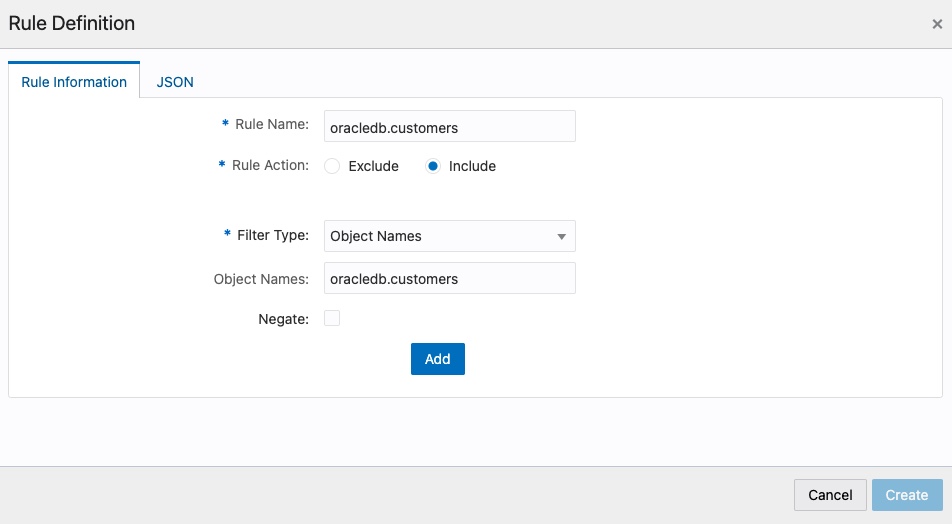 Rule Definition ×
Rule Information JSON
* Rule Name: oracledb.customers
* Rule Action: Exclude Include
* Filter Type: Object Names
Object Names: oracledb.customers
Negate:
Add
Cancel Create